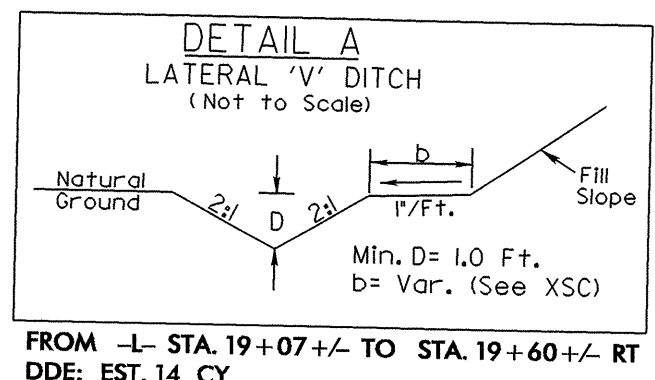 DETAIL A
LATERAL 'V' DITCH
(Not to Scale)
b
Natural
Ground
2:1
D
2:1
1"/Ft.
Fill
Slope
Min. D= 1.0 Ft.
b= Var. (See XSC)
FROM -L- STA. 19+07+/- TO STA. 19+60+/- RT
DDE: EST. 14 CY